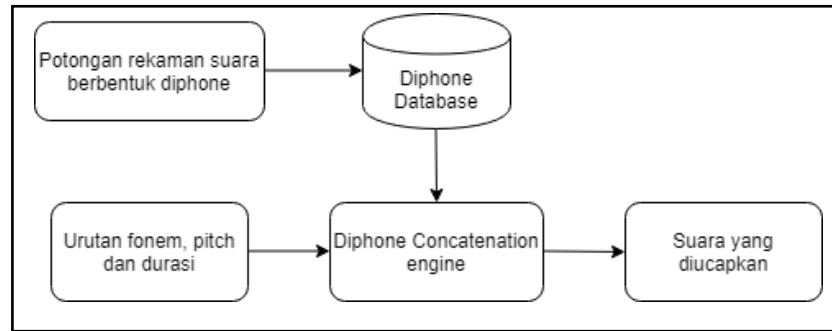 Potongan rekaman suara
berbentuk diphone
Diphone
Database
Urutan fonem, pitch
dan durasi
Diphone Concatenation
engine
Suara yang
diucapkan